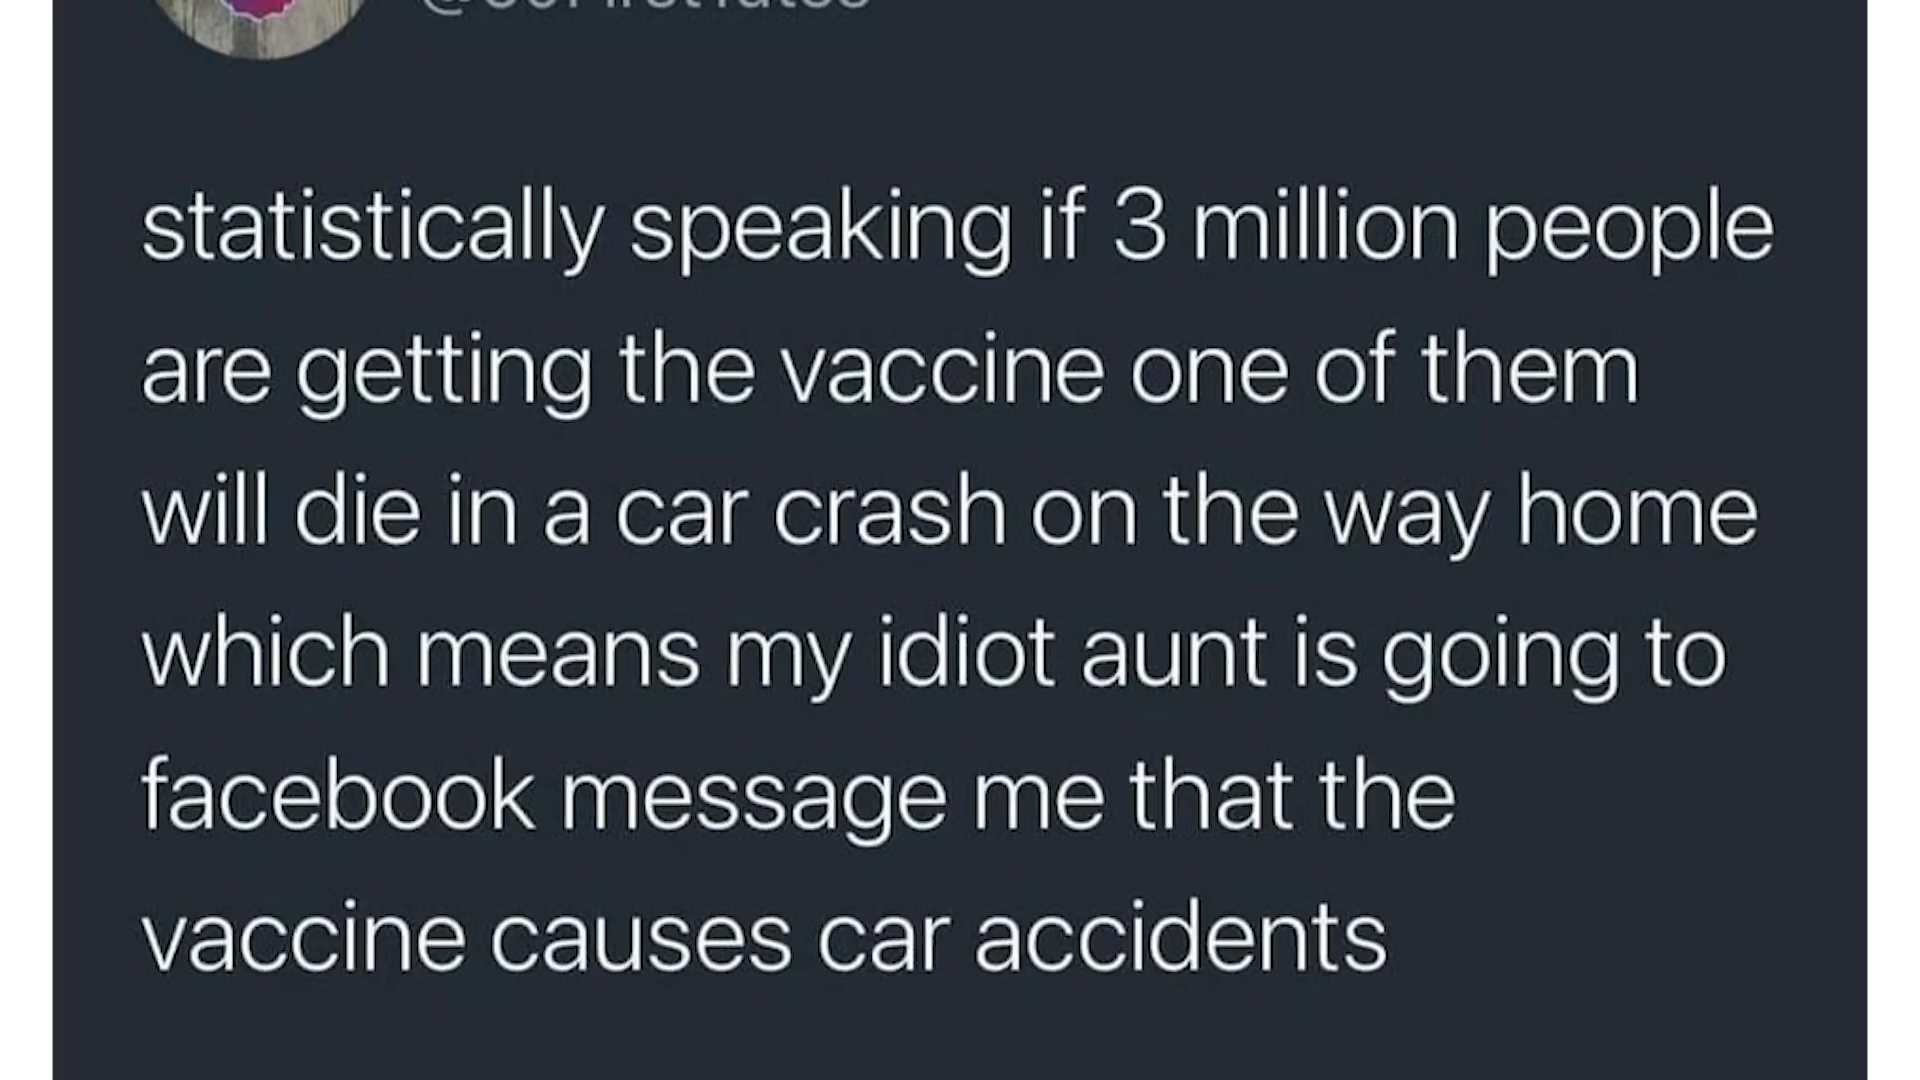 statistically speaking if 3 million people
are getting the vaccine one of them
will die in a car crash on the way home
which means my idiot aunt is going to
facebook message me that the
vaccine causes car accidents